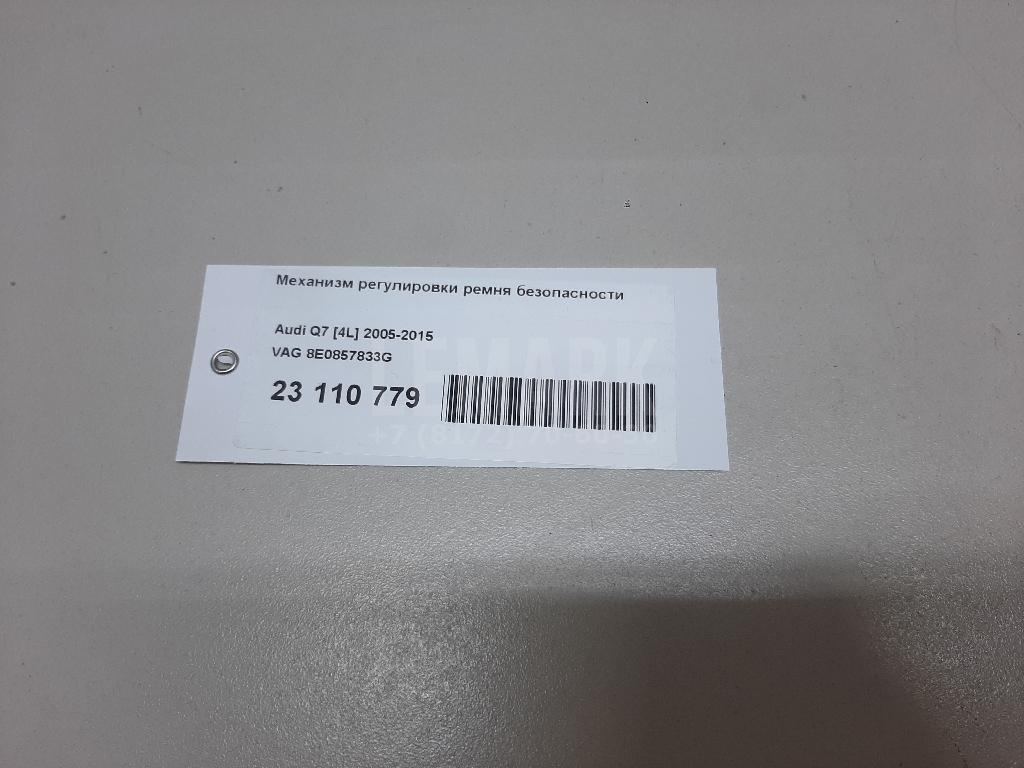 Механизм регулировки ремня безопасности
Audi Q7 [4L] 2005-2015
VAG 8E0857833G
23 110 779